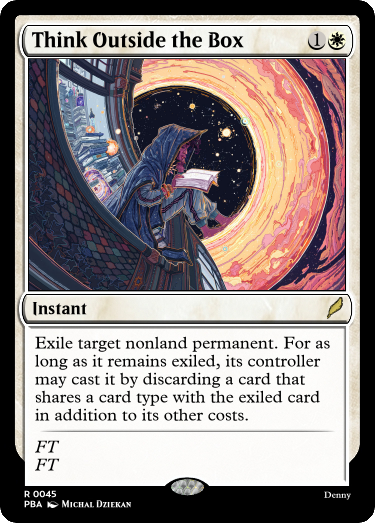 Think Outside the Box 1
Instant
Exile target nonland permanent. For as
long as it remains exiled, its controller
may cast it by discarding a card that
shares a card type with the exiled card
in addition to its other costs.
FT
FT
R 0045
PBA Michal Dziekan
Denny